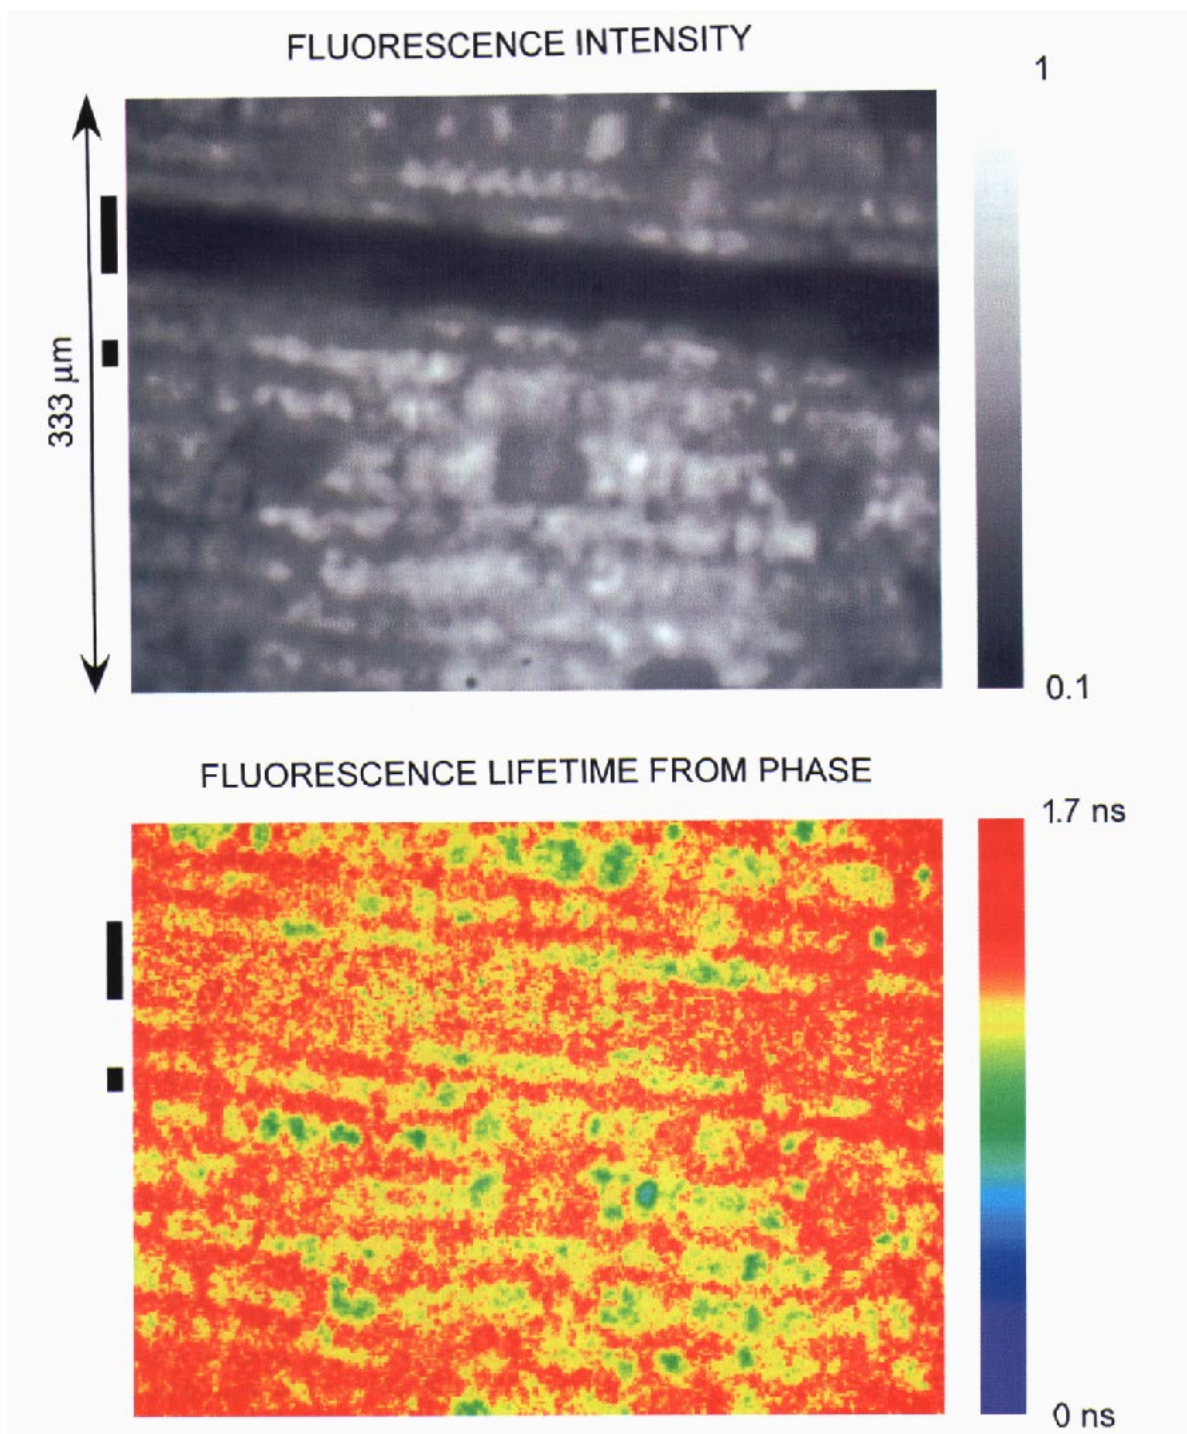 FLUORESCENCE INTENSITY
1
333 µm
0.1
FLUORESCENCE LIFETIME FROM PHASE
1.7 ns
0 ns